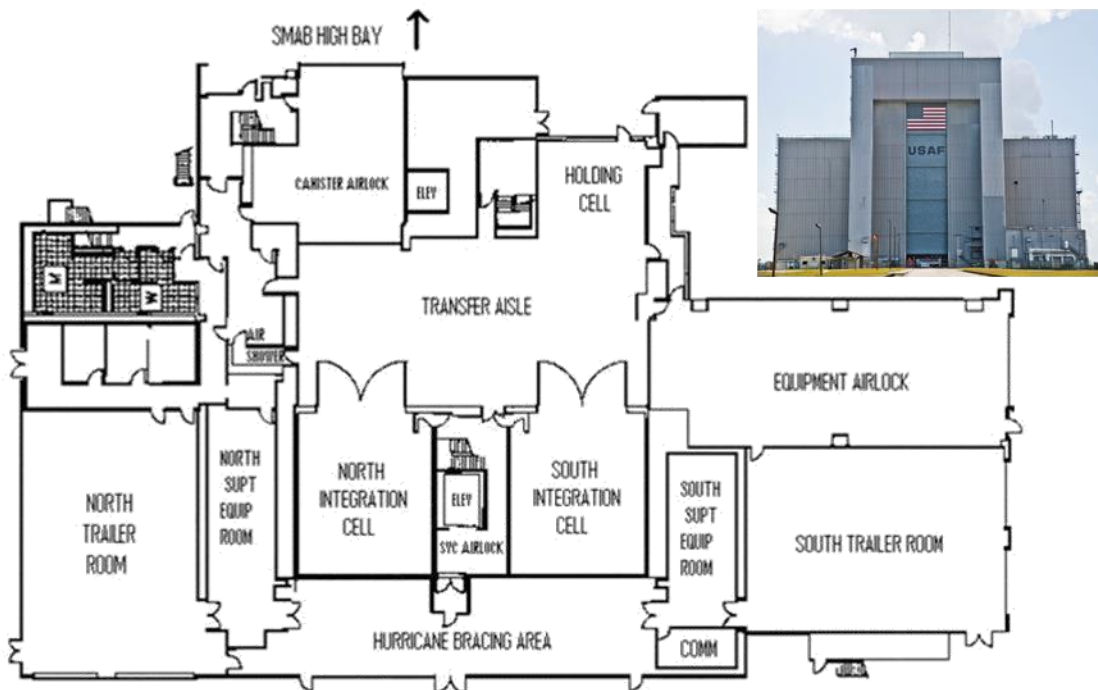 SMAB HIGH BAY
USAF
CANISTER AIRLOCK
ELEV
HOLDING
CELL
M
W
TRANSFER AISLE
AIR
SHOWER
EQUIPMENT AIRLOCK
NORTH
TRAILER
ROOM
NORTH
SUPT
EQUIP
ROOM
NORTH
INTEGRATION
CELL
ELEV
SVC AIRLOCK
SOUTH
INTEGRATION
CELL
SOUTH
SUPT
EQUIP
ROOM
SOUTH TRAILER ROOM
HURRICANE BRACING AREA
COMM